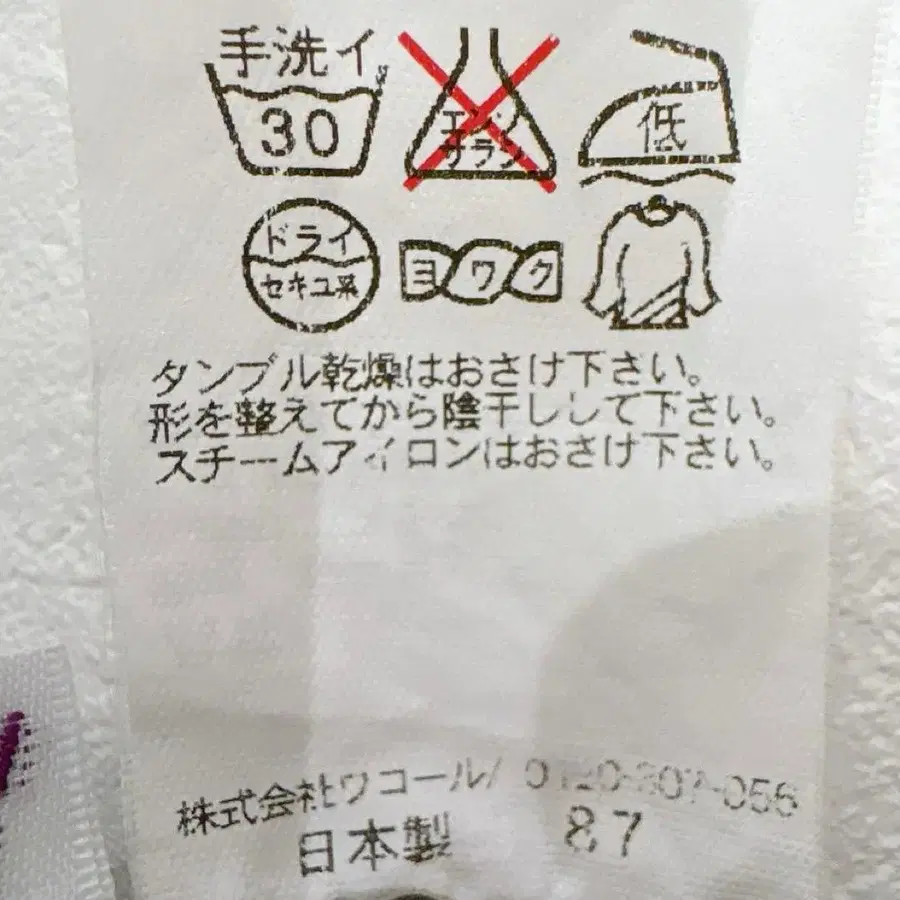 手洗イ エンソ 低
30 サラシ
ドライ ヨワク
セキユ系
タンブル乾燥はおさけ下さい。
形を整えてから陰干しして下さい。
スチームアイロンはおさけ下さい。
株式会社ワコール/ 0120-307-056
日本製 87